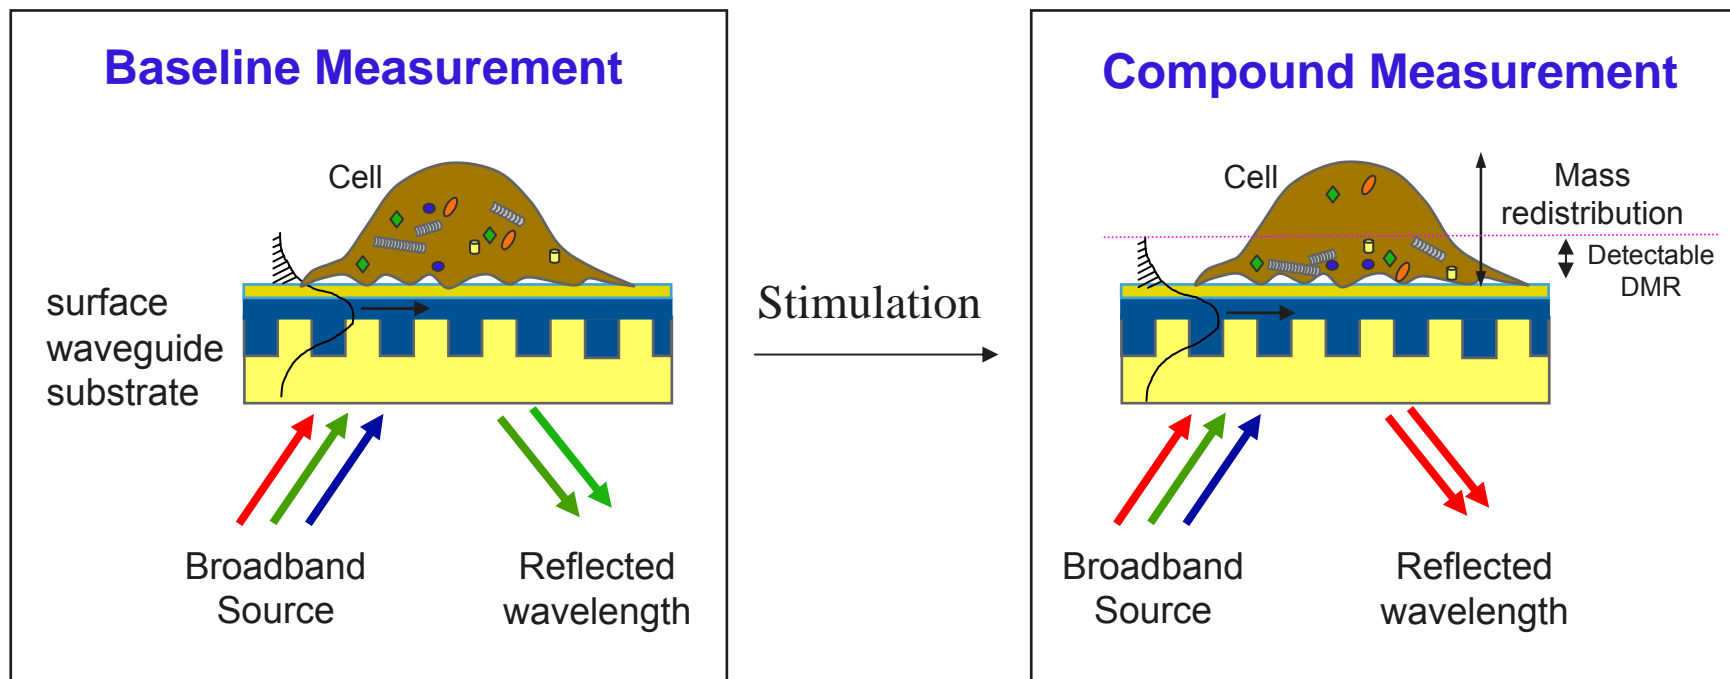 Baseline Measurement
Cell
surface
waveguide
substrate
Broadband
Source
Reflected
wavelength
Stimulation
Compound Measurement
Cell
Mass
redistribution
Detectable
DMR
Broadband
Source
Reflected
wavelength